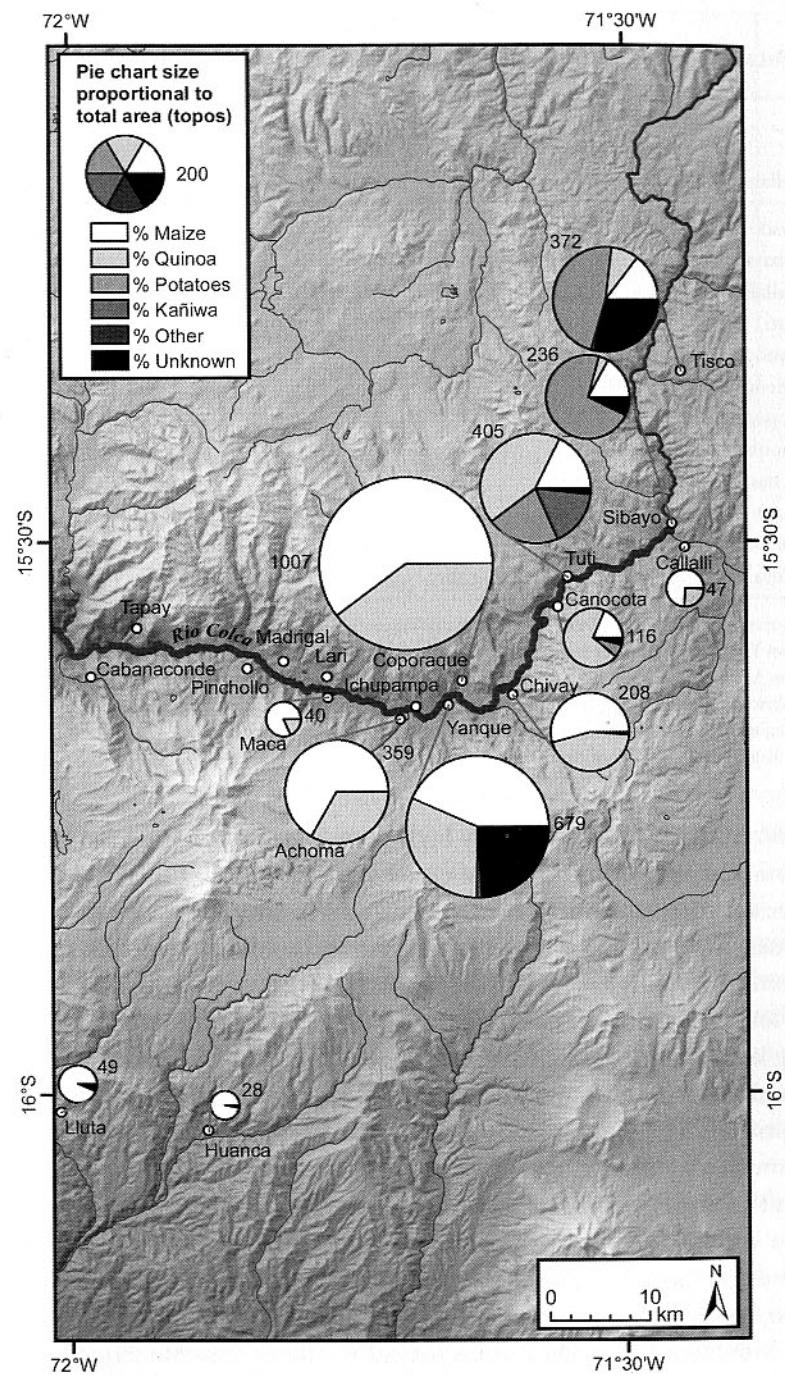 72°W
71°30'W
Pie chart size
proportional to
total area (topos)
200
% Maize
% Quinoa
% Potatoes
% Kañiwa
% Other
% Unknown
372
Tisco
236
405
Sibayo
15°30'S
15°30'S
1007
Tuti
Callalli
47
Canocota
Tapay
Rio Colca
Madrigal
116
Lari
Coporaque
Cabanaconde
Pinchollo
Ichupampa
Chivay
208
40
Yanque
Maca
359
679
Achoma
49
28
16°S
16°S
Lluta
Huanca
N
0
10
km
72°W
71°30'W